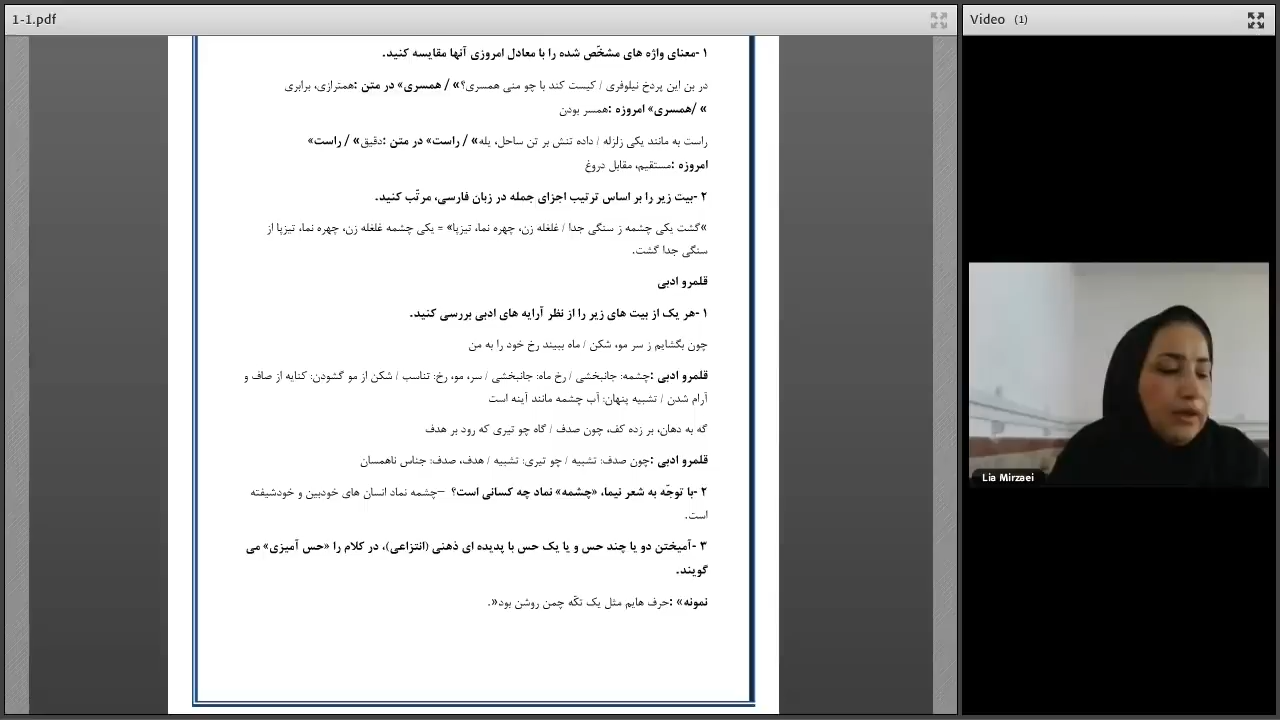 1-1.pdf
۱ -معنای واژه های مشخّص شده را با معادل امروزی آنها مقایسه کنید.
در بن این پردخ نیلوفری / کیست کند با چو منی همسری؟» / همسری» در متن :همترازی، برابری
» /همسری» امروزه :همسر بودن
راست به مانند یکی زلزله / داده تنش بر تن ساحل، یله» / راست» در متن :دقیق» / راست»
امروزه :مستقیم، مقابل دروغ
۲ -بیت زیر را بر اساس ترتیب اجزای جمله در زبان فارسی، مرتّب کنید.
»گشت یکی چشمه ز سنگی جدا / غلغله زن، چهره نما، تیزپا» = یکی چشمه غلغله زن، چهره نما، تیزپا از
سنگی جدا گشت.
قلمرو ادبی
۱ -هر یک از بیت های زیر را از نظر آرایه های ادبی بررسی کنید.
چون بگشایم ز سر مو، شکن / ماه ببیند رخ خود را به من
قلمرو ادبی :چشمه: جانبخشی / رخ ماه: جانبخشی / سر، مو، رخ: تناسب / شکن از مو گشودن: کنایه از صاف و
آرام شدن / تشبیه پنهان: آب چشمه مانند آینه است
گه به دهان، بر زده کف، چون صدف / گاه چو تیری که رود بر هدف
قلمرو ادبی :چون صدف: تشبیه / چو تیری: تشبیه / هدف، صدف: جناس ناهمسان
۲ -با توجّه به شعر نیما، «چشمه» نماد چه کسانی است؟ –چشمه نماد انسان های خودبین و خودشیفته
است.
۳ -آمیختن دو یا چند حس و یا یک حس با پدیده ای ذهنی (انتزاعی)، در کلام را «حس آمیزی» می
گویند.
نمونه» :حرف هایم مثل یک تکّه چمن روشن بود«.
Video (1)
Lia Mirzaei